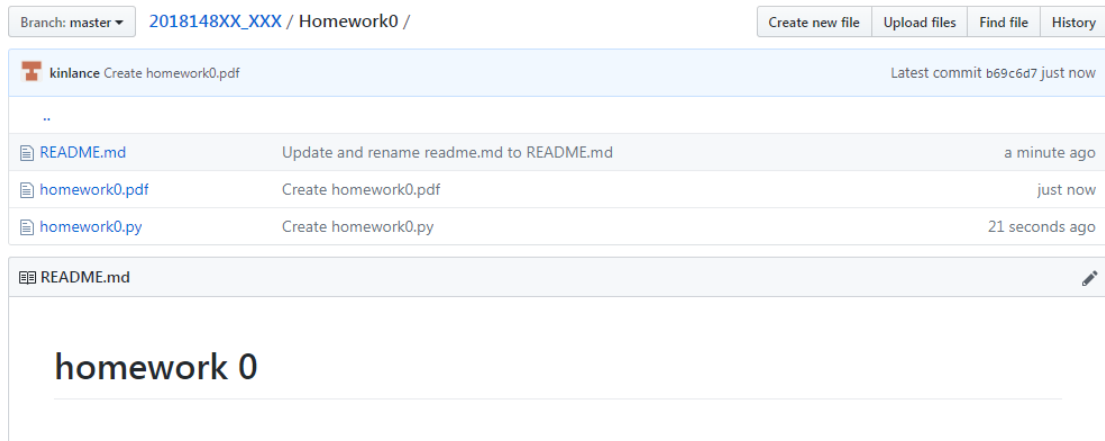 Branch: master 2018148XX_XXX / Homework0 / Create new file Upload files Find file History
kinlance Create homework0.pdf Latest commit b69c6d7 just now
..
README.md Update and rename readme.md to README.md a minute ago
homework0.pdf Create homework0.pdf just now
homework0.py Create homework0.py 21 seconds ago
README.md
homework 0